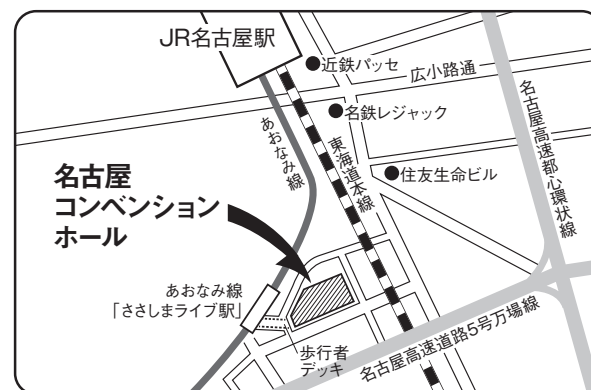 JR名古屋駅
近鉄パッセ
広小路通
名古屋高速都心環状線
名鉄レジャック
あおなみ線
東海道本線
住友生命ビル
名古屋
コンベンション
ホール
あおなみ線
「ささしまライブ駅」
歩行者
デッキ
名古屋高速道路5号万場線